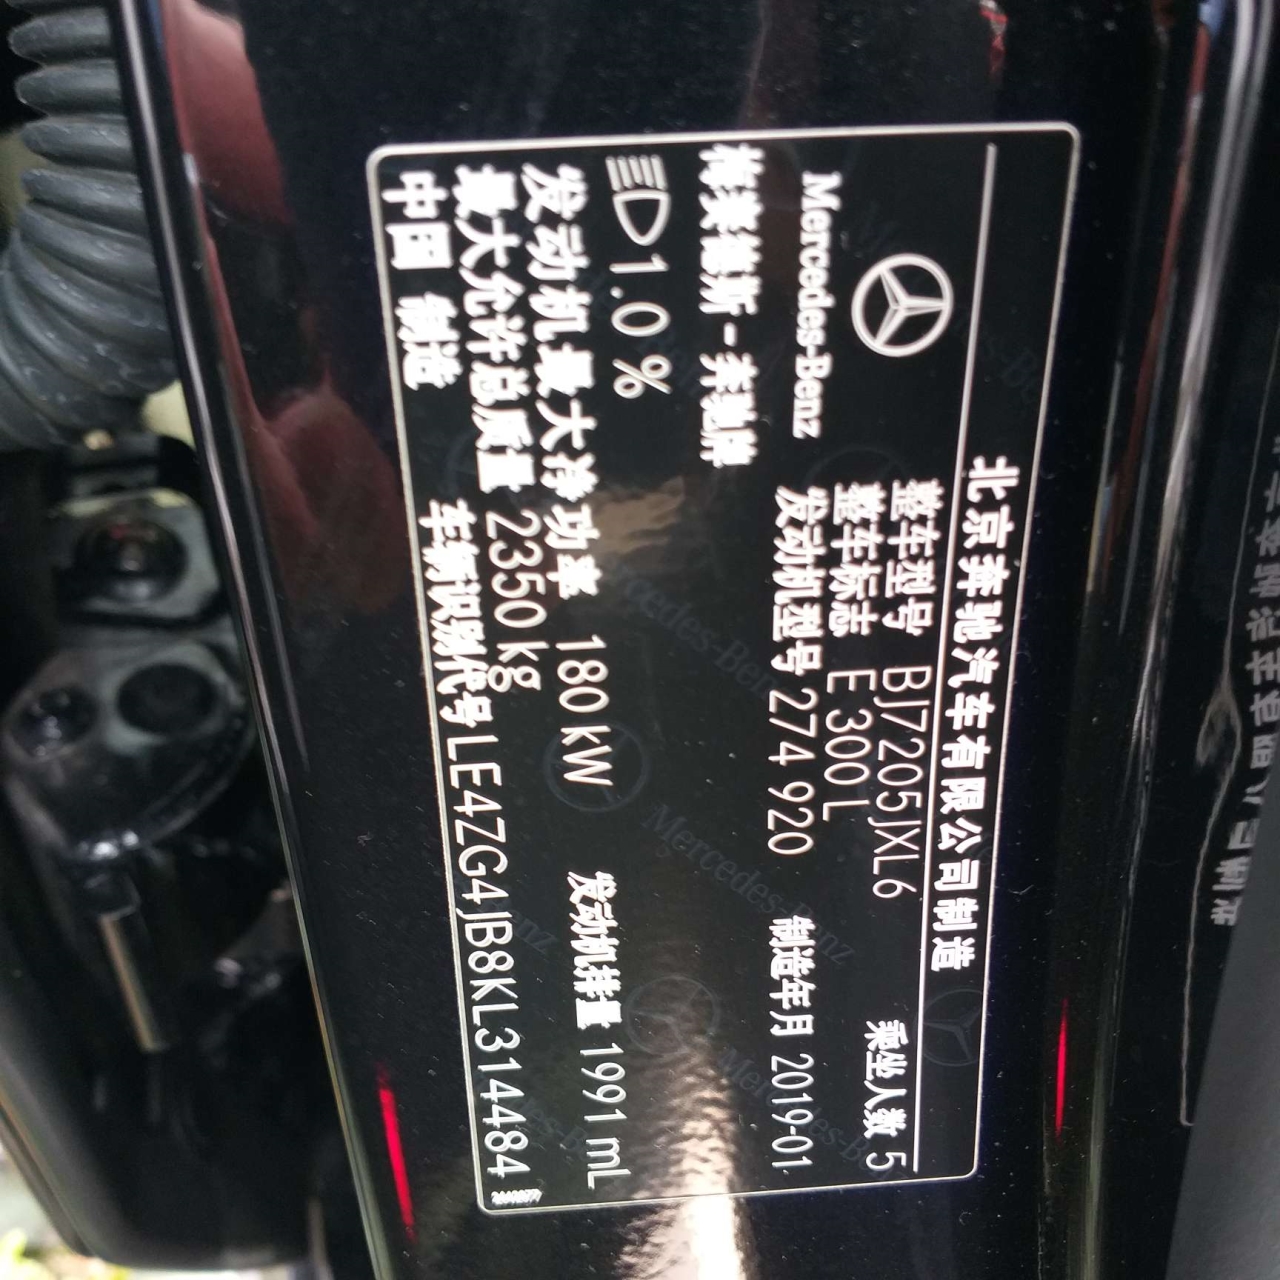 北京奔驰汽车有限公司制造
Mercedes-Benz
梅赛德斯-奔驰牌
整车型号 BJ7205JXL6
乘坐人数 5
整车标志 E 300 L
发动机型号 274 920
制造年月 2019-01
1.0%
发动机最大净功率 180 kW
发动机排量 1991 mL
最大允许总质量 2350 kg
中国 制造
车辆识别代号 LE4ZG4JB8KL314484